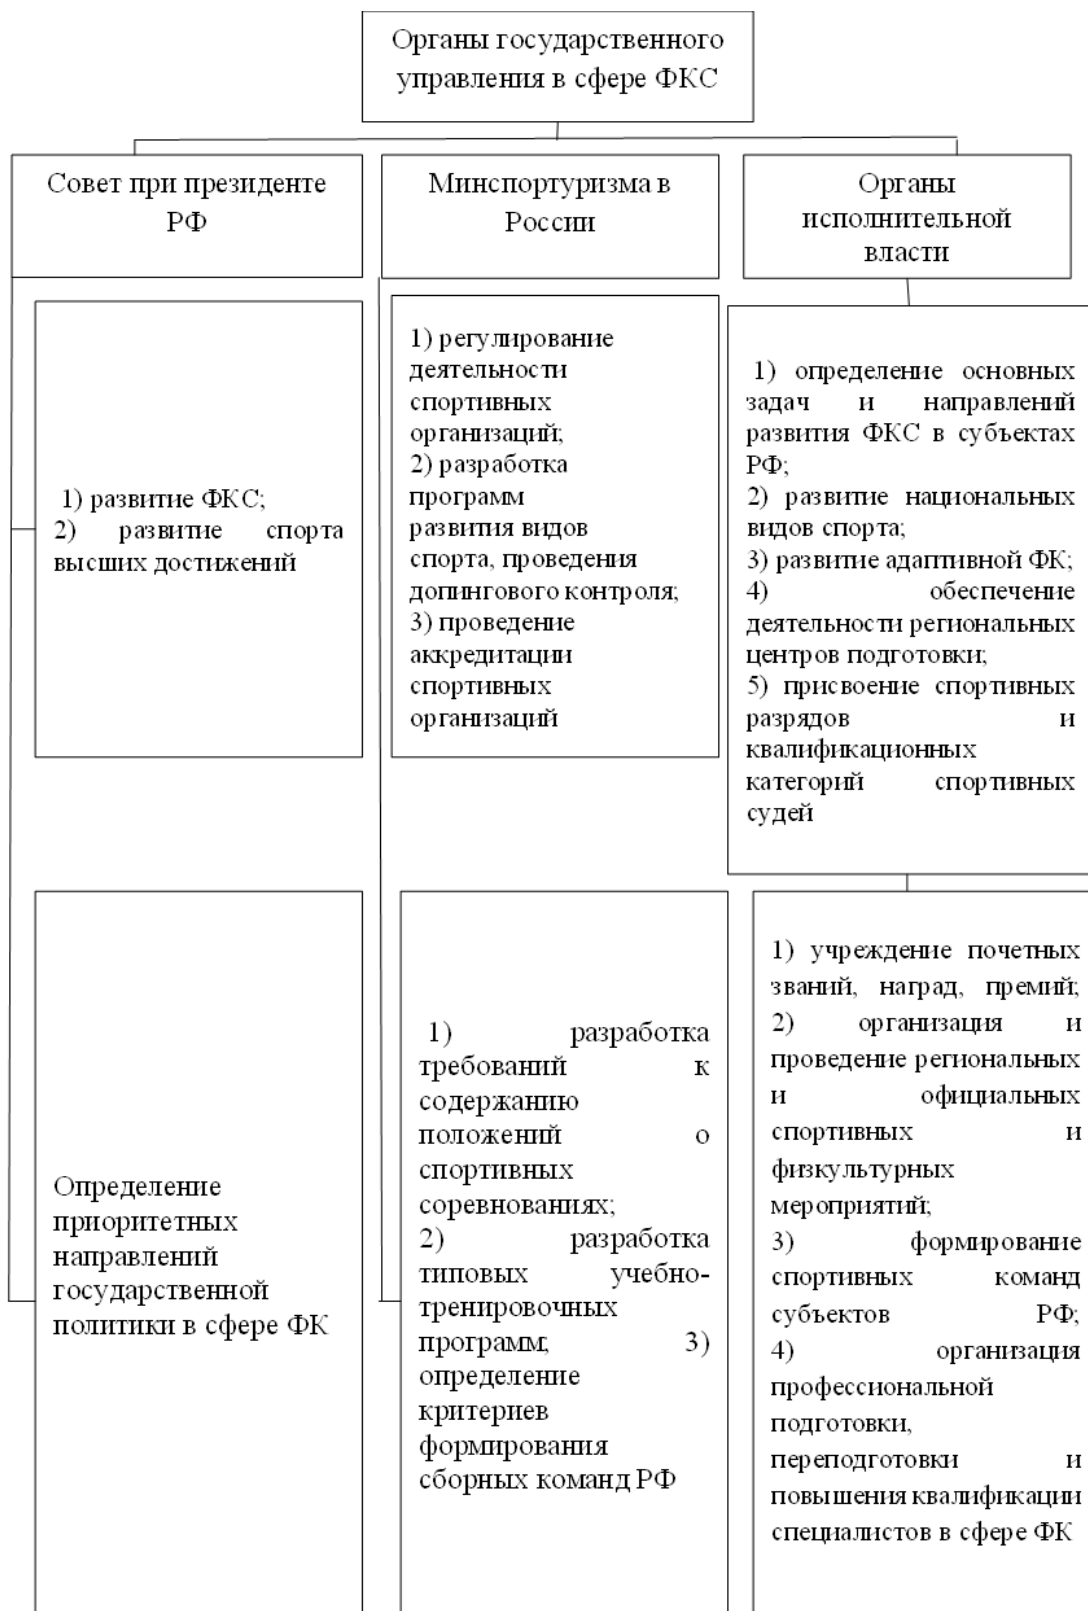 Органы государственного
управления в сфере ФКС
Совет при президенте
РФ
Минспортуризма в
России
Органы
исполнительной
власти
1) развитие ФКС;
2) развитие спорта
высших достижений
1) регулирование
деятельности
спортивных
организаций;
2) разработка
программ
развития видов
спорта, проведения
допингового контроля;
3) проведение
аккредитации
спортивных
организаций
1) определение основных
задач и направлений
развития ФКС в субъектах
РФ;
2) развитие национальных
видов спорта;
3) развитие адаптивной ФК;
4) обеспечение
деятельности региональных
центров подготовки;
5) присвоение спортивных
разрядов и
квалификационных
категорий спортивных
судей
Определение
приоритетных
направлений
государственной
политики в сфере ФК
1) разработка
требований к
содержанию
положений о
спортивных
соревнованиях;
2) разработка
типовых учебно-
тренировочных
программ; 3)
определение
критериев
формирования
сборных команд РФ
1) учреждение почетных
званий, наград, премий;
2) организация и
проведение региональных
и официальных
спортивных и
физкультурных
мероприятий;
3) формирование
спортивных команд
субъектов РФ;
4) организация
профессиональной
подготовки,
переподготовки и
повышения квалификации
специалистов в сфере ФК